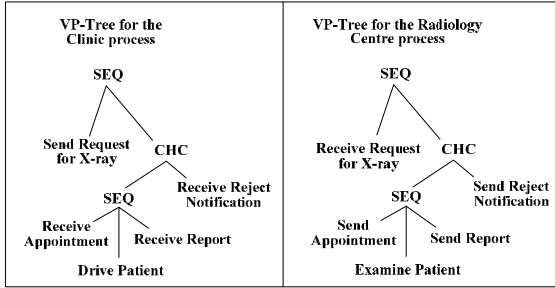 VP-Tree for the
Clinic process
SEQ
Send Request
for X-ray
CHC
SEQ
Receive Reject
Notification
Receive
Appointment
Receive Report
Drive Patient
VP-Tree for the Radiology
Centre process
SEQ
Receive Request
for X-ray
CHC
SEQ
Send Reject
Notification
Send
Appointment
Send Report
Examine Patient